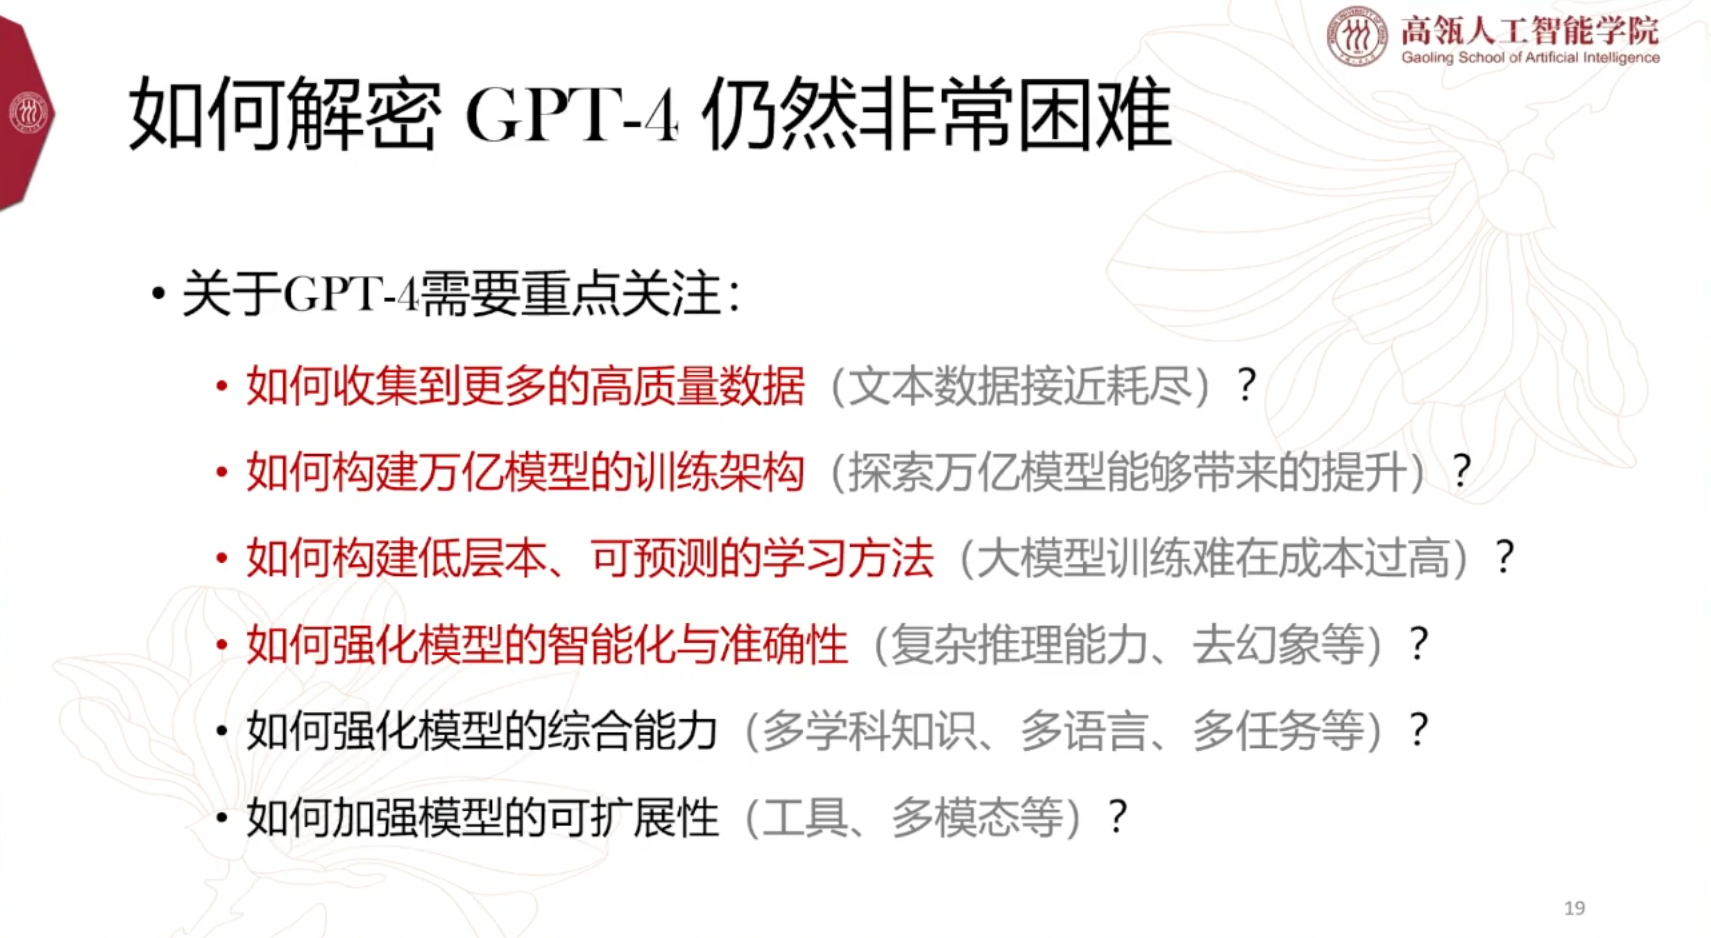 高瓴人工智能学院
Gaoling School of Artificial Intelligence
如何解密 GPT-4 仍然非常困难
• 关于GPT-4需要重点关注：
• 如何收集到更多的高质量数据（文本数据接近耗尽）？
• 如何构建万亿模型的训练架构（探索万亿模型能够带来的提升）？
• 如何构建低层本、可预测的学习方法（大模型训练难在成本过高）？
• 如何强化模型的智能化与准确性（复杂推理能力、去幻象等）？
• 如何强化模型的综合能力（多学科知识、多语言、多任务等）？
• 如何加强模型的可扩展性（工具、多模态等）？
19